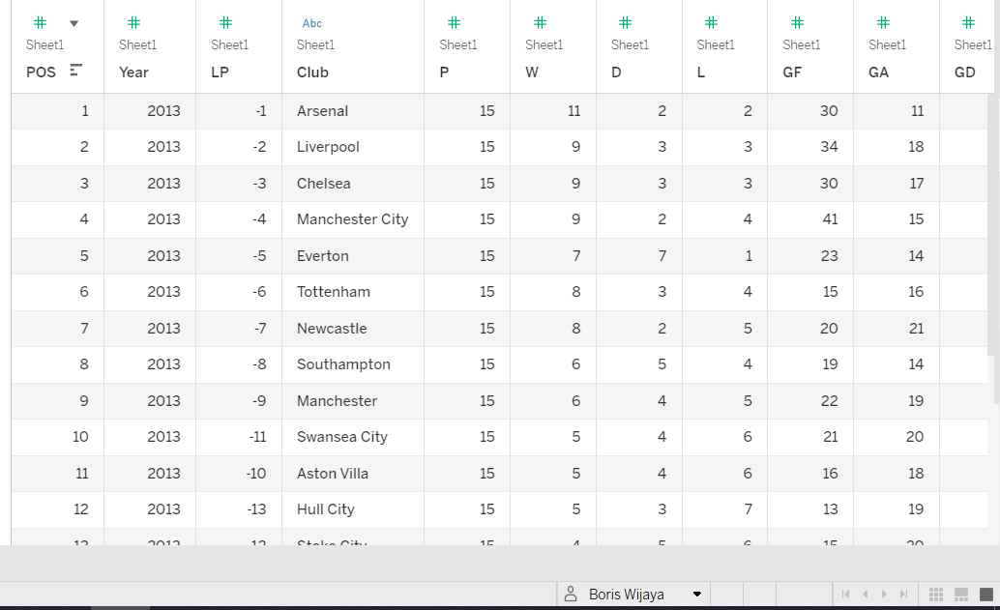 Abc
Sheet1 Sheet1 Sheet1 Sheet1 Sheet1 Sheet1 Sheet1 Sheet1 Sheet1 Sheet1 Sheet1
POS Year LP Club P W D L GF GA GD
1 2013 -1 Arsenal 15 11 2 2 30 11
2 2013 -2 Liverpool 15 9 3 3 34 18
3 2013 -3 Chelsea 15 9 3 3 30 17
4 2013 -4 Manchester City 15 9 2 4 41 15
5 2013 -5 Everton 15 7 7 1 23 14
6 2013 -6 Tottenham 15 8 3 4 15 16
7 2013 -7 Newcastle 15 8 2 5 20 21
8 2013 -8 Southampton 15 6 5 4 19 14
9 2013 -9 Manchester 15 6 4 5 22 19
10 2013 -11 Swansea City 15 5 4 6 21 20
11 2013 -10 Aston Villa 15 5 4 6 16 18
12 2013 -13 Hull City 15 5 3 7 13 19
13 2013 -12 Stoke City 15 4 5 6 15 20
Boris Wijaya